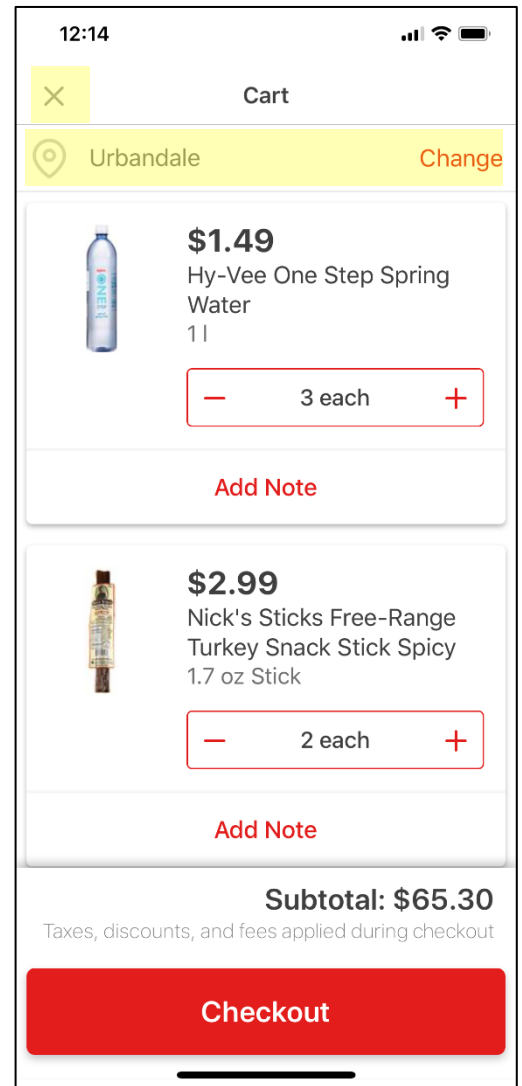 12:14
Cart
Urbandale Change
$1.49
Hy-Vee One Step Spring
Water
1 l
ONE
− 3 each +
Add Note
$2.99
Nick's Sticks Free-Range
Turkey Snack Stick Spicy
1.7 oz Stick
− 2 each +
Add Note
Subtotal: $65.30
Taxes, discounts, and fees applied during checkout
Checkout